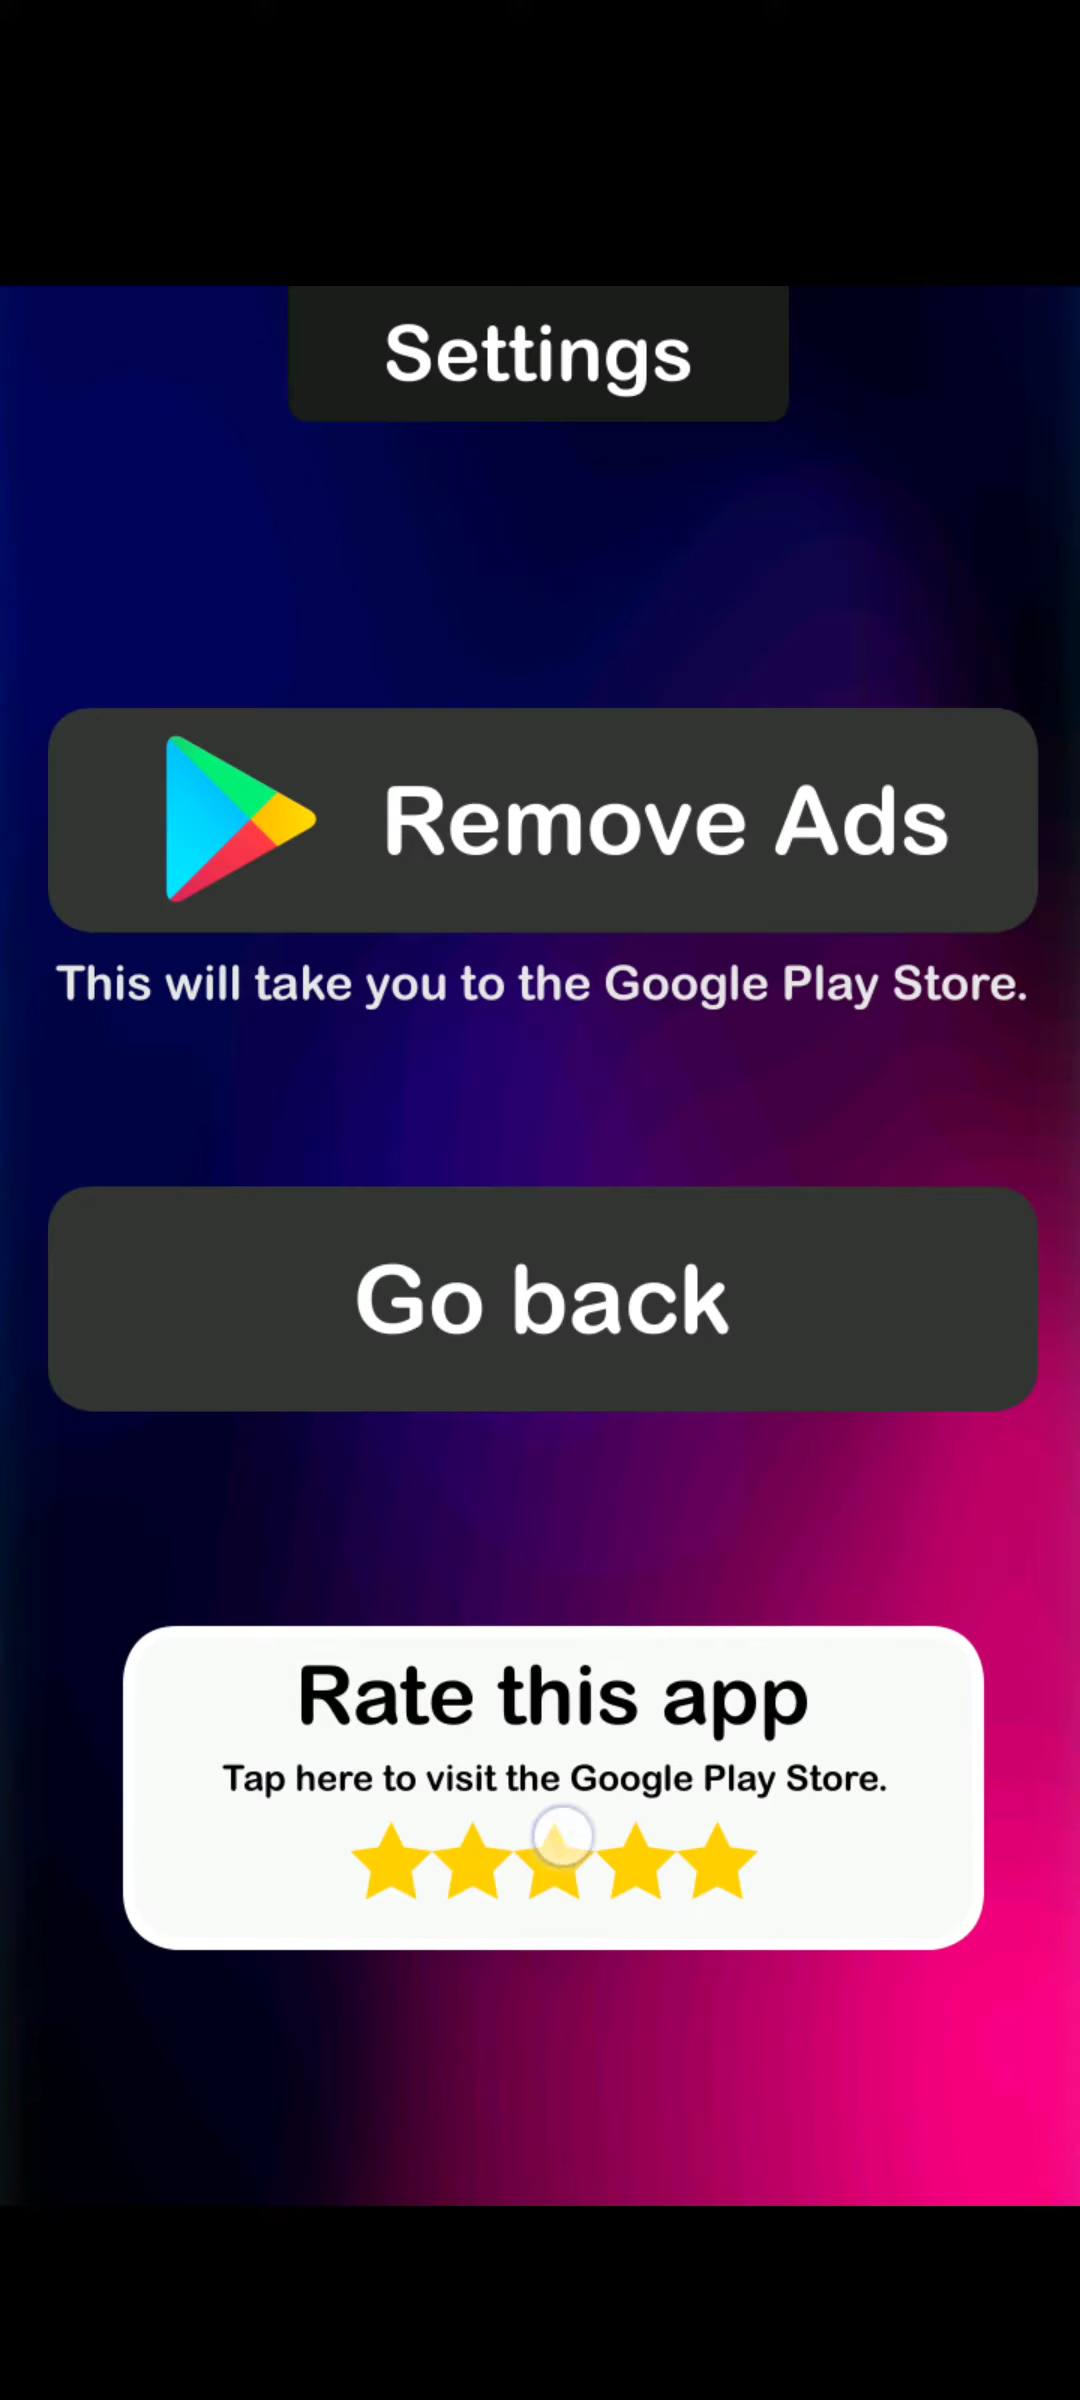 Settings
Remove Ads
This will take you to the Google Play Store.
Go back
Rate this app
Tap here to visit the Google Play Store.